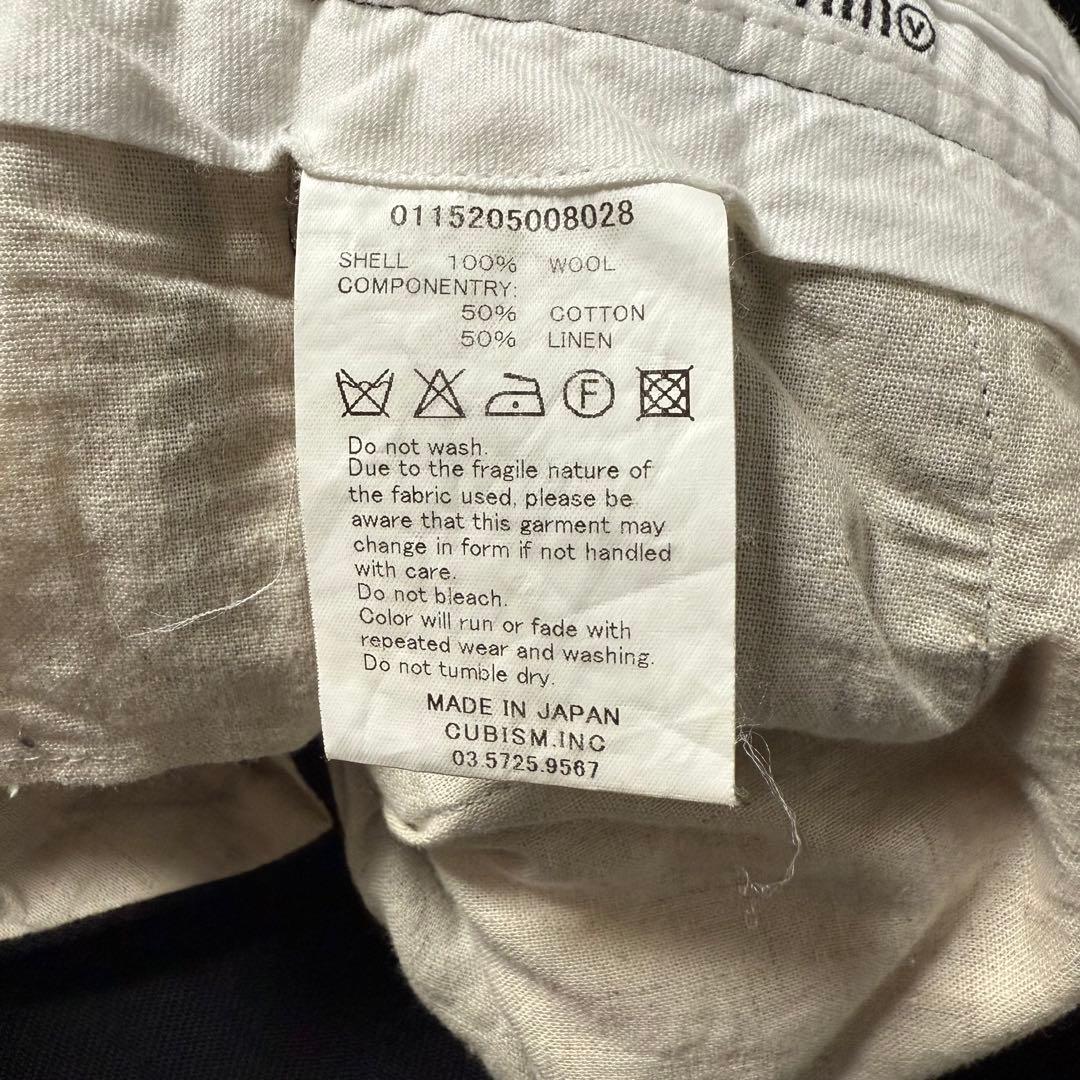 0115205008028
SHELL 100% WOOL
COMPONENTRY:
50% COTTON
50% LINEN
F
Do not wash.
Due to the fragile nature of
the fabric used, please be
aware that this garment may
change in form if not handled
with care.
Do not bleach.
Color will run or fade with
repeated wear and washing.
Do not tumble dry.
MADE IN JAPAN
CUBISM.INC
03.5725.9567